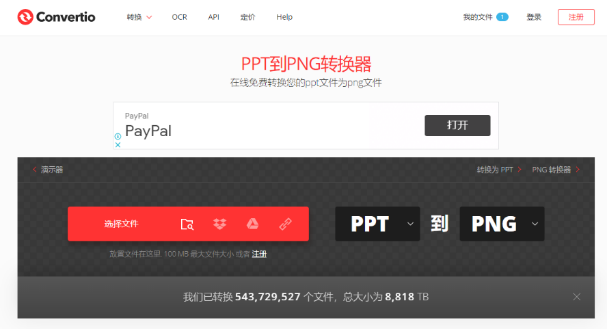 Convertio 转换 OCR API 定价 Help 我的文件 1 登录 注册
PPT到PNG转换器
在线免费转换您的ppt文件为png文件
PayPal
PayPal
打开
演示器 转换为 PPT PNG 转换器
选择文件 PPT 到 PNG
放置文件在这里. 100 MB 最大文件大小 或者 注册
我们已转换 543,729,527 个文件，总大小为 8,818 TB